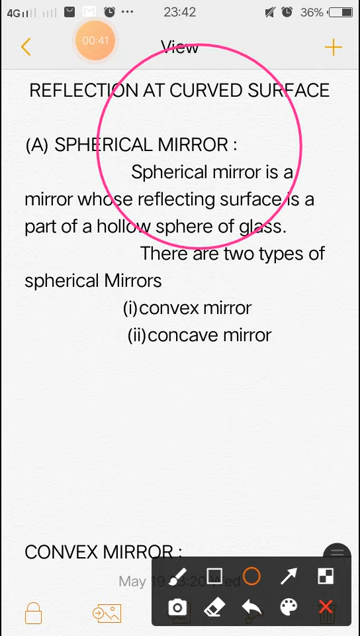 4G 23:42 36%
00:41
View
REFLECTION AT CURVED SURFACE
(A) SPHERICAL MIRROR :
Spherical mirror is a
mirror whose reflecting surface is a
part of a hollow sphere of glass.
There are two types of
spherical Mirrors
(i)convex mirror
(ii)concave mirror
CONVEX MIRROR :
May 19